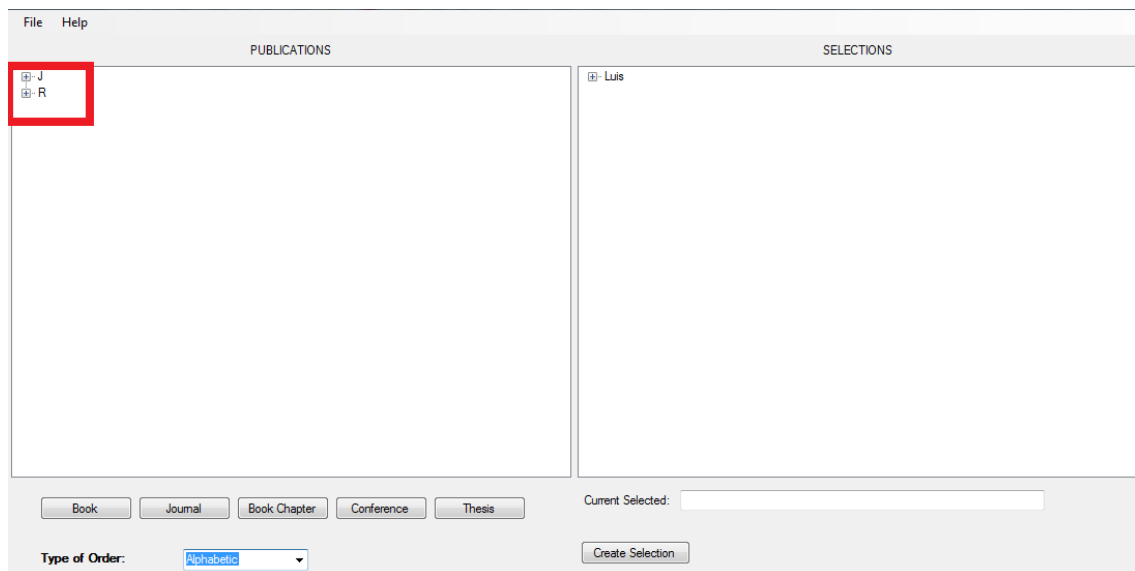 File Help
PUBLICATIONS
SELECTIONS
J
R
Luis
Book Journal Book Chapter Conference Thesis
Current Selected:
Type of Order: Alphabetic
Create Selection